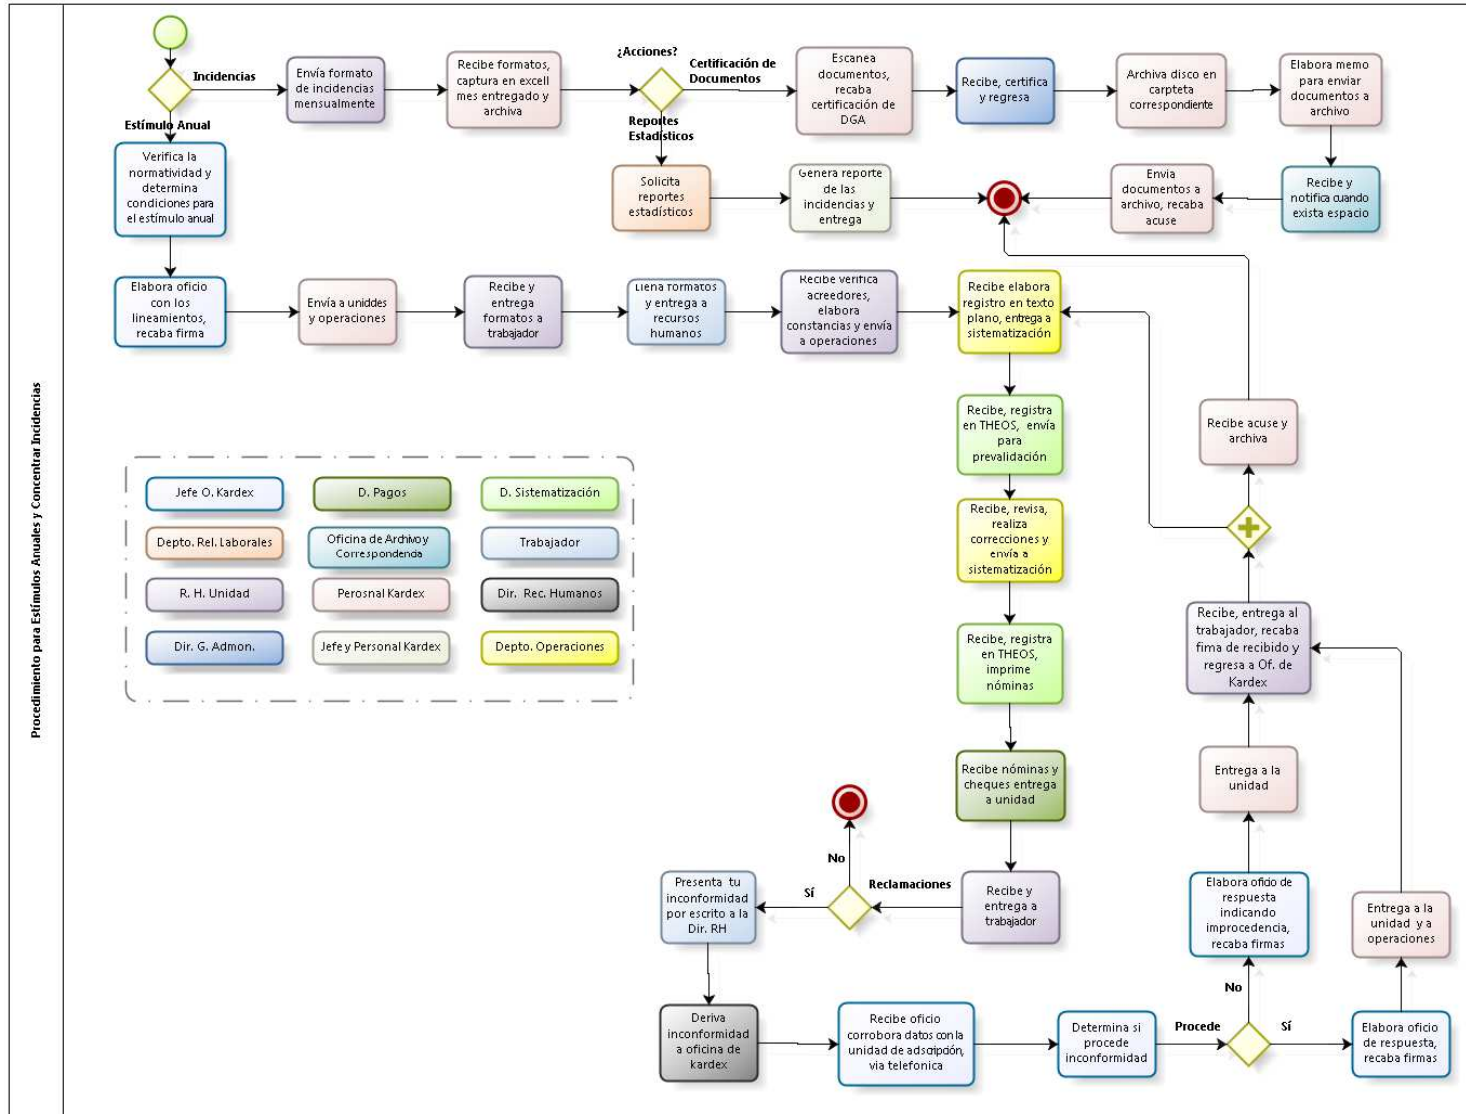 Procedimiento para Estímulos Anuales y Concentrar Incidencias
Incidencias
Estímulo Anual
Envía formato
de incidencias
mensualmente
Recibe formatos,
captura en excell
mes entregado y
archiva
¿Acciones?
Certificación de
Documentos
Reportes
Estadísticos
Escanea
documentos,
recaba
certificación de
DGA
Recibe, certifica
y regresa
Archiva disco en
carpteta
correspondiente
Elabora memo
para enviar
documentos a
archivo
Verifica la
normatividad y
determina
condiciones para
el estímulo anual
Solicita
reportes
estadísticos
Genera reporte
de las
incidencias y
entrega
Envia
documentos a
archivo, recaba
acuse
Recibe y
notifica cuando
exista espacio
Elabora oficio
con los
lineamientos,
recaba firma
Envía a uniddes
y operaciones
Recibe y
entrega
formatos a
trabajador
Llena formatos
y entrega a
recursos
humanos
Recibe verifica
acreedores,
elabora
constancias y envía
a operaciones
Recibe elabora
registro en texto
plano, entrega a
sistematización
Recibe, registra
en THEOS, envía
para
prevalidación
Recibe acuse y
archiva
Jefe O. Kardex
D. Pagos
D. Sistematización
Depto. Rel. Laborales
Oficina de Archivo y
Correspondencia
Trabajador
R. H. Unidad
Perosnal Kardex
Dir. Rec. Humanos
Dir. G. Admon.
Jefe y Personal Kardex
Depto. Operaciones
Recibe, revisa,
realiza
correcciones y
envía a
sistematización
Recibe, registra
en THEOS,
imprime
nóminas
Recibe, entrega al
trabajador, recaba
fima de recibido y
regresa a Of. de
Kardex
Recibe nóminas y
cheques entrega
a unidad
Entrega a la
unidad
No
Sí
Reclamaciones
Presenta tu
inconformidad
por escrito a la
Dir. RH
Recibe y
entrega a
trabajador
Elabora oficio de
respuesta
indicando
improcedencia,
recaba firmas
Entrega a la
unidad y a
operaciones
Deriva
inconformidad
a oficina de
kardex
Recibe oficio
corrobora datos con la
unidad de adscripción,
via telefonica
Determina si
procede
inconformidad
Procede
No
Sí
Elabora oficio
de respuesta,
recaba firmas